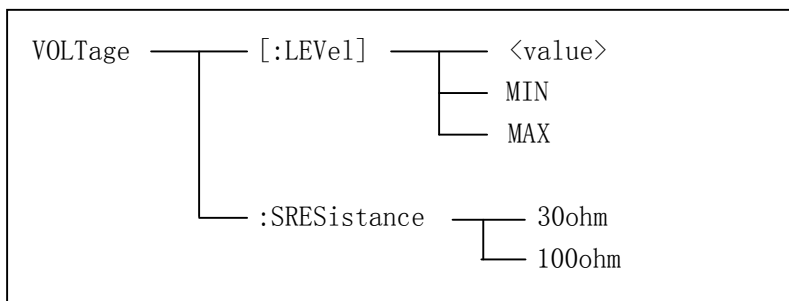 VOLTage [:LEVel] <value>
MIN
MAX
:SRESistance 30ohm
100ohm